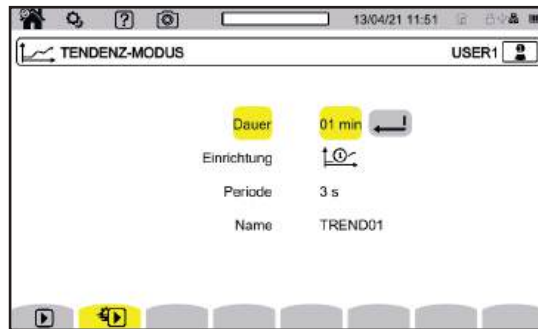 13/04/21 11:51
TENDENZ-MODUS USER1
Dauer 01 min
Einrichtung
Periode 3 s
Name TREND01